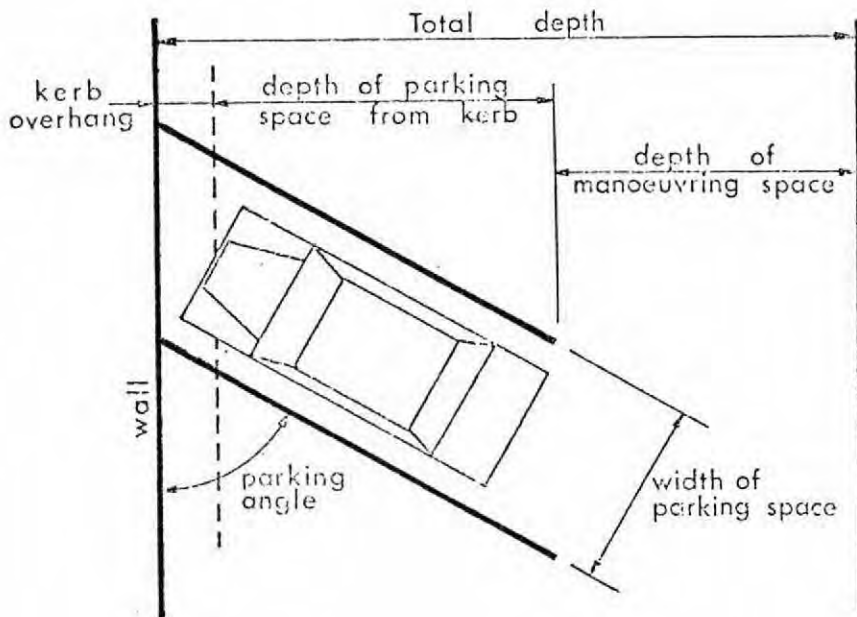 Total depth
kerb
overhang
depth of parking
space from kerb
depth of
manoeuvring space
wall
parking
angle
width of
parking space